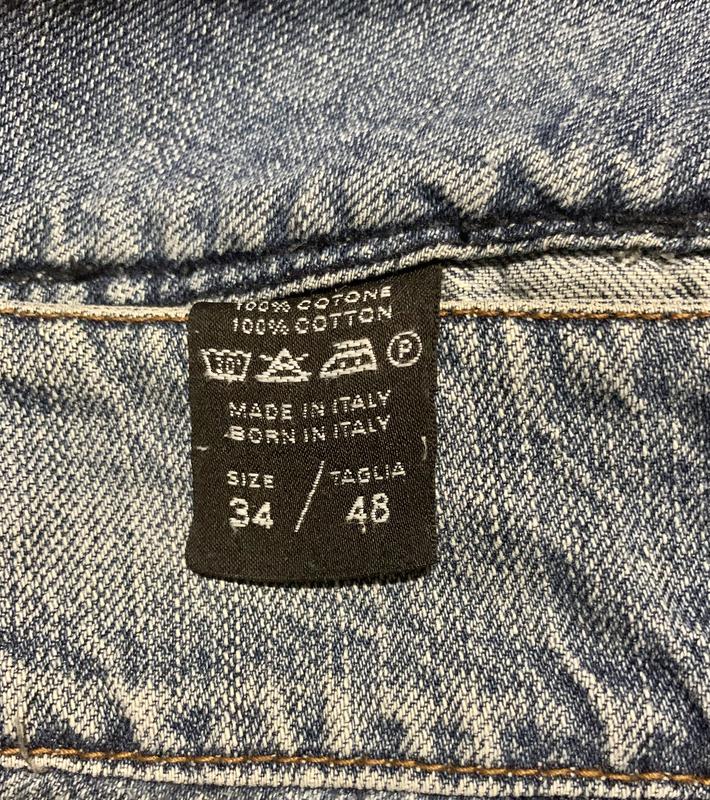 100% COTONE
100% COTTON
P
MADE IN ITALY
BORN IN ITALY
SIZE / TAGLIA
34 / 48